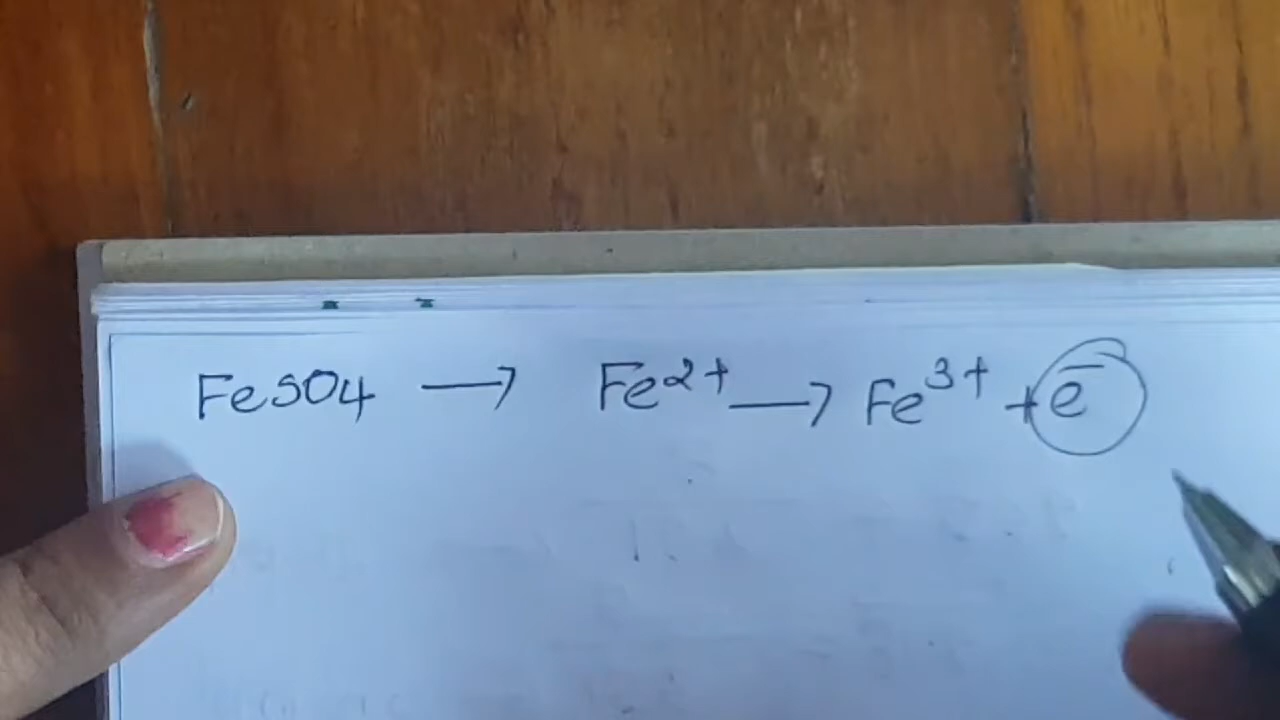 FeSO4 → Fe²⁺ → Fe³⁺ + e⁻